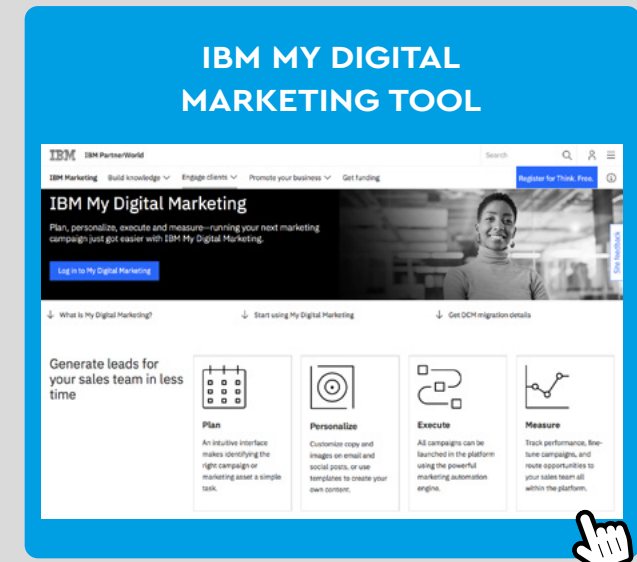 IBM MY DIGITAL
MARKETING TOOL
IBM IBM PartnerWorld Search
IBM Marketing Build knowledge Engage clients Promote your business Get funding Register for Think. Free.
IBM My Digital Marketing
Plan, personalize, execute and measure—running your next marketing
campaign just got easier with IBM My Digital Marketing.
Log in to My Digital Marketing
Site feedback
What is My Digital Marketing? Start using My Digital Marketing Get DCM migration details
Generate leads for
your sales team in less
time
Plan
An intuitive interface
makes identifying the
right campaign or
marketing asset a simple
task.
Personalize
Customize copy and
images on email and
social posts, or use
templates to create your
own content.
Execute
All campaigns can be
launched in the platform
using the powerful
marketing automation
engine.
Measure
Track performance, fine-
tune campaigns, and
route opportunities to
your sales team all
within the platform.